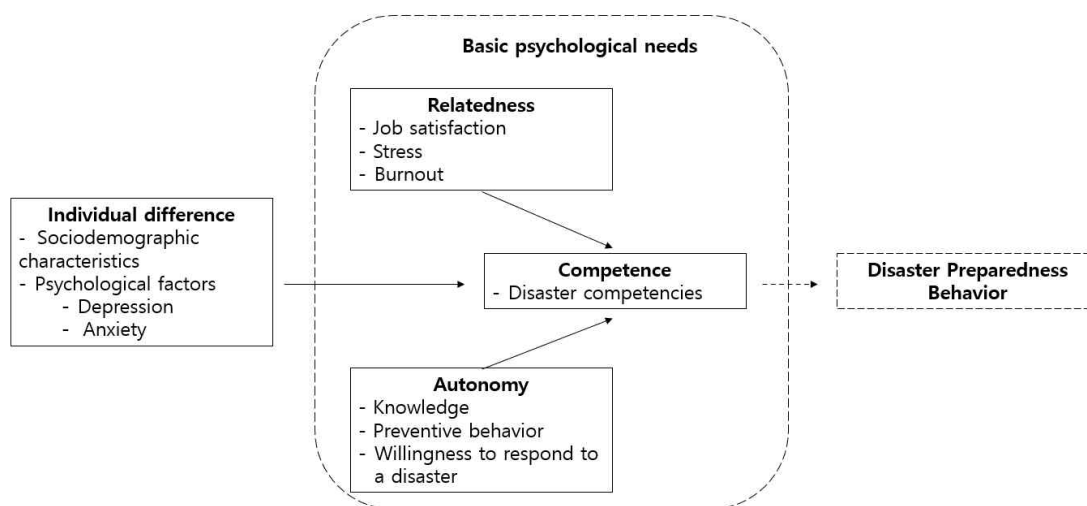 Basic psychological needs
Relatedness
- Job satisfaction
- Stress
- Burnout
Individual difference
- Sociodemographic
characteristics
- Psychological factors
- Depression
- Anxiety
Competence
- Disaster competencies
Disaster Preparedness
Behavior
Autonomy
- Knowledge
- Preventive behavior
- Willingness to respond to
a disaster